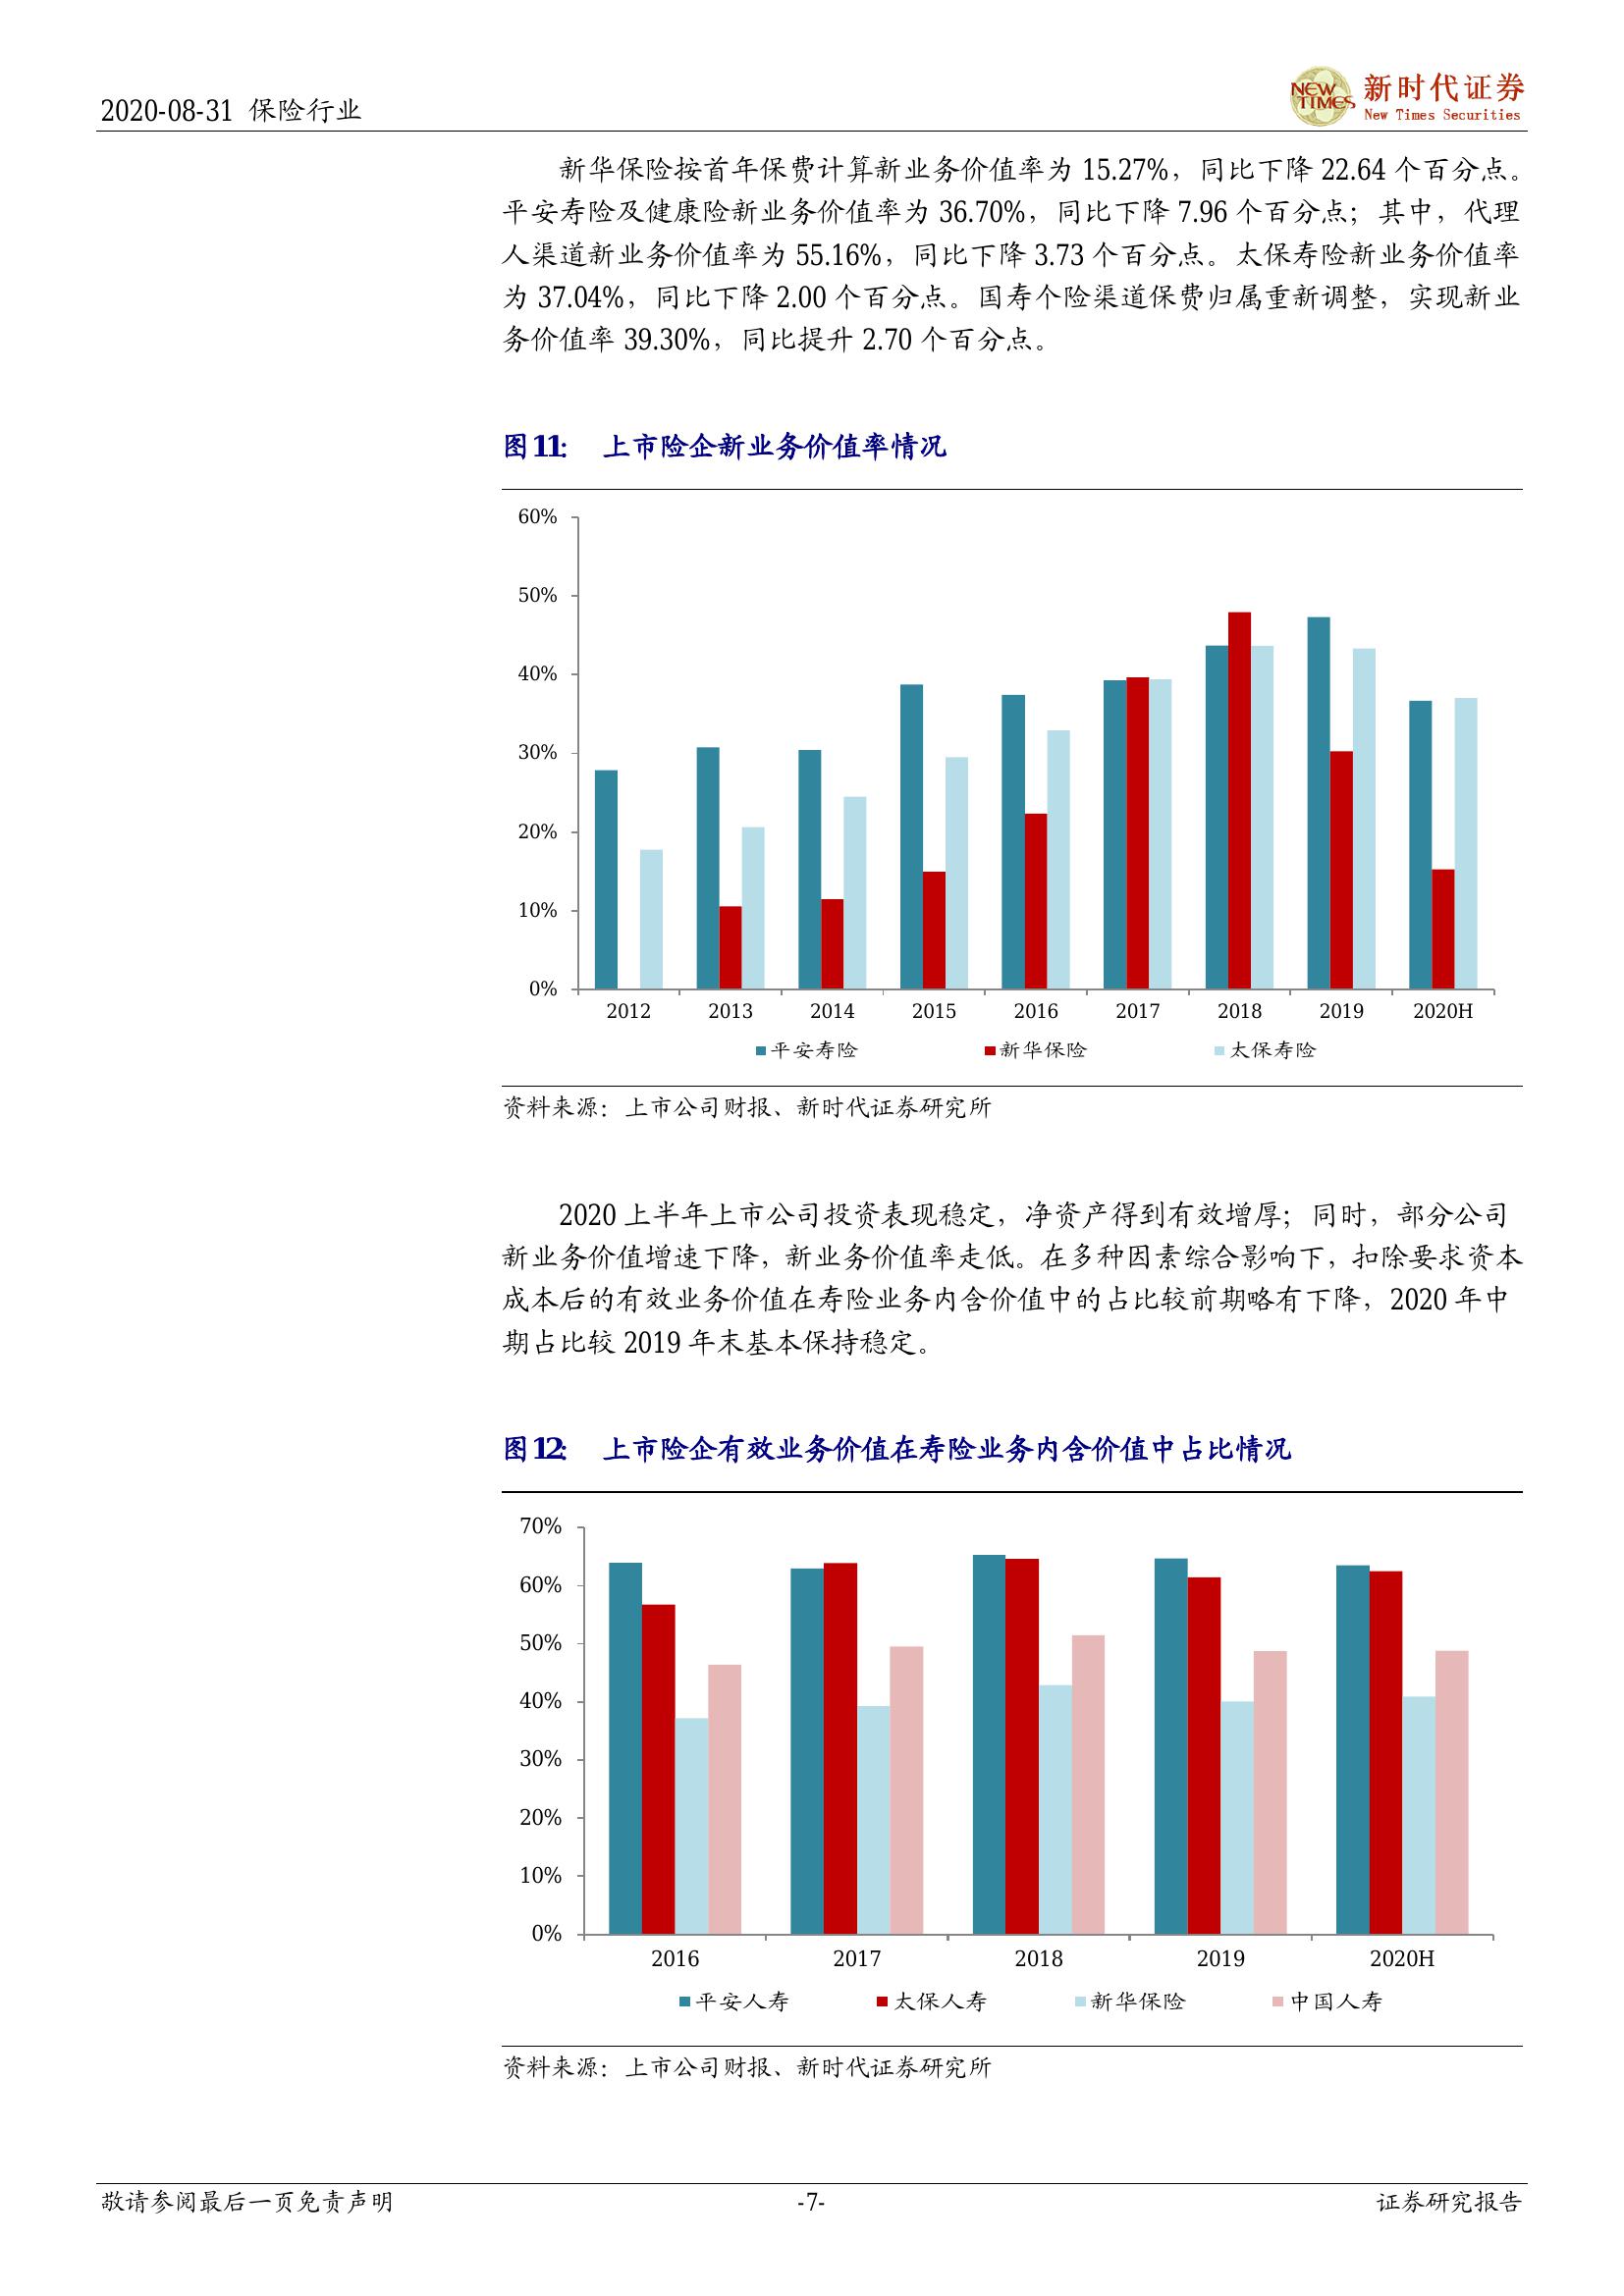 2020-08-31 保险行业
NEW TIMES 新时代证券
New Times Securities
新华保险按首年保费计算新业务价值率为 15.27%，同比下降 22.64 个百分点。
平安寿险及健康险新业务价值率为 36.70%，同比下降 7.96 个百分点；其中，代理
人渠道新业务价值率为 55.16%，同比下降 3.73 个百分点。太保寿险新业务价值率
为 37.04%，同比下降 2.00 个百分点。国寿个险渠道保费归属重新调整，实现新业
务价值率 39.30%，同比提升 2.70 个百分点。
图 11: 上市险企新业务价值率情况
60%
50%
40%
30%
20%
10%
0%
2012 2013 2014 2015 2016 2017 2018 2019 2020H
平安寿险 新华保险 太保寿险
资料来源：上市公司财报、新时代证券研究所
2020 上半年上市公司投资表现稳定，净资产得到有效增厚；同时，部分公司
新业务价值增速下降，新业务价值率走低。在多种因素综合影响下，扣除要求资本
成本后的有效业务价值在寿险业务内含价值中的占比较前期略有下降，2020 年中
期占比较 2019 年末基本保持稳定。
图 12: 上市险企有效业务价值在寿险业务内含价值中占比情况
70%
60%
50%
40%
30%
20%
10%
0%
2016 2017 2018 2019 2020H
平安人寿 太保人寿 新华保险 中国人寿
资料来源：上市公司财报、新时代证券研究所
敬请参阅最后一页免责声明 -7- 证券研究报告